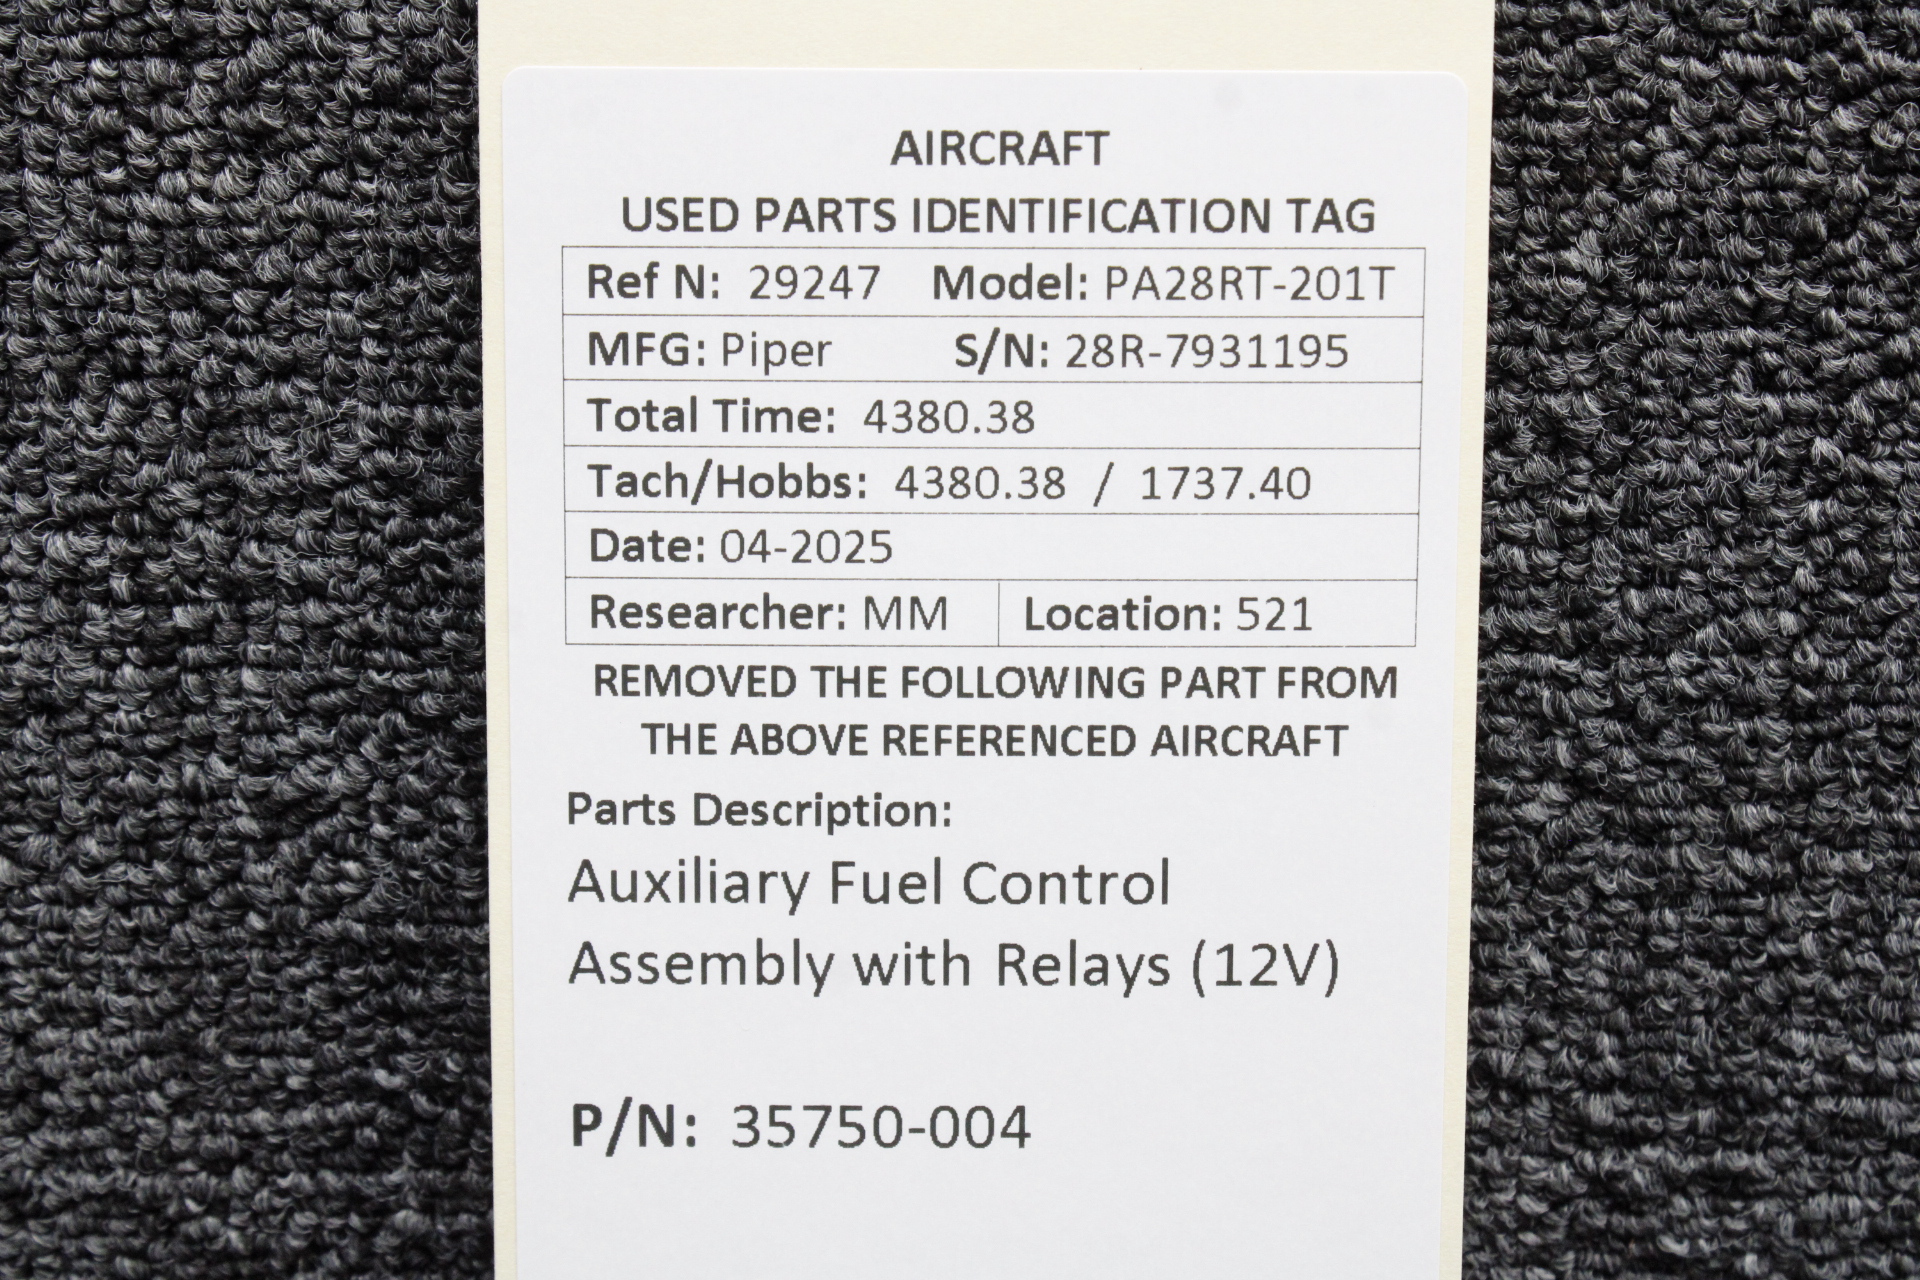 AIRCRAFT
USED PARTS IDENTIFICATION TAG
Ref N: 29247 Model: PA28RT-201T
MFG: Piper S/N: 28R-7931195
Total Time: 4380.38
Tach/Hobbs: 4380.38 / 1737.40
Date: 04-2025
Researcher: MM Location: 521
REMOVED THE FOLLOWING PART FROM
THE ABOVE REFERENCED AIRCRAFT
Parts Description:
Auxiliary Fuel Control
Assembly with Relays (12V)
P/N: 35750-004